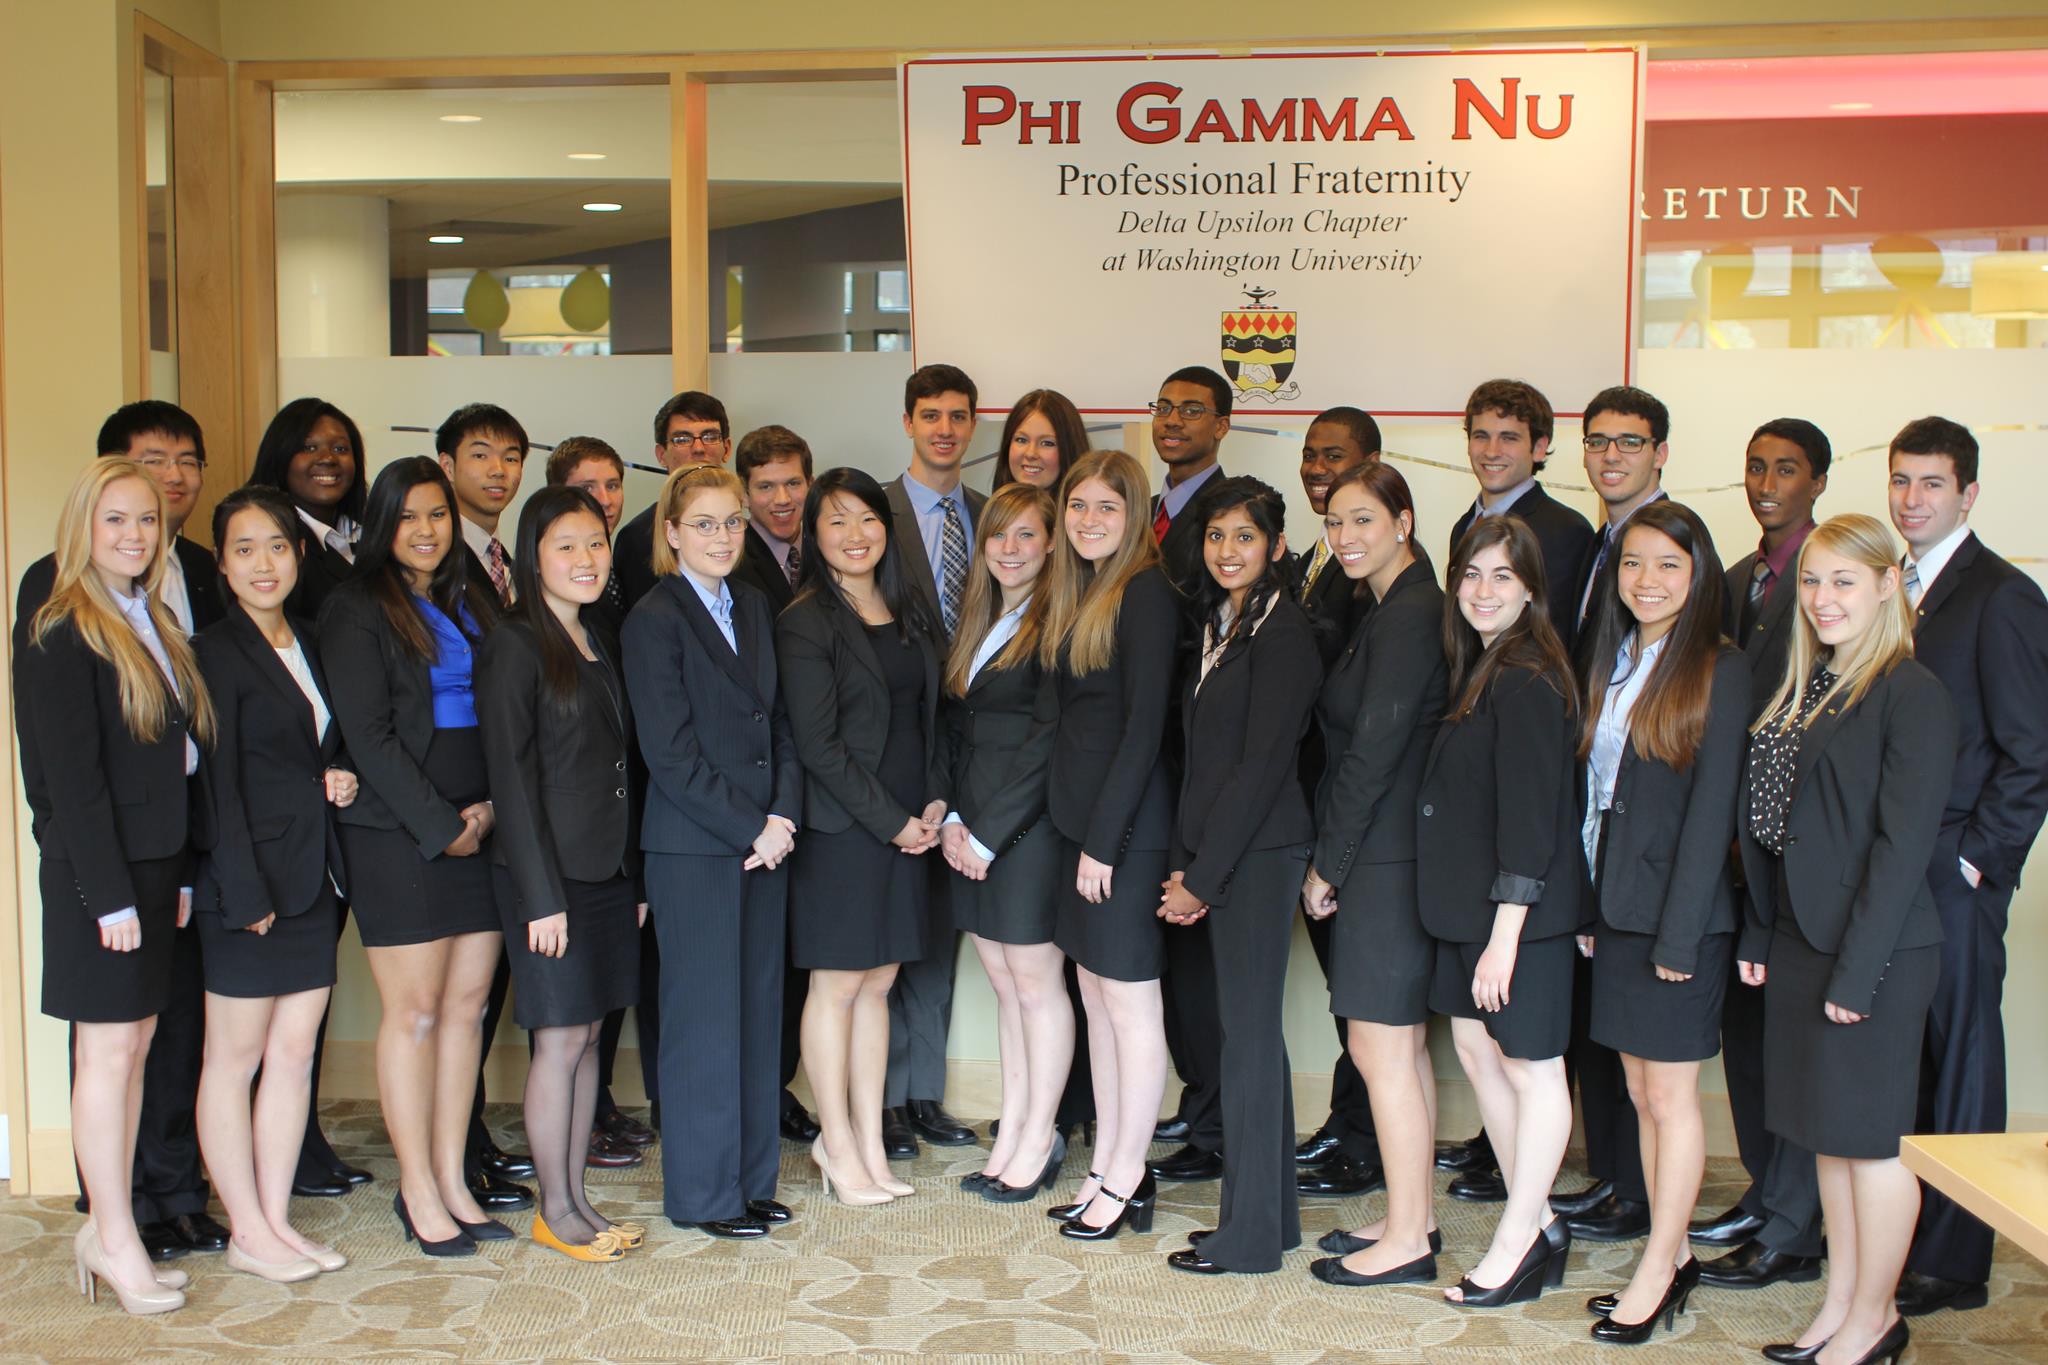 PHI GAMMA NU
Professional Fraternity
Delta Upsilon Chapter
at Washington University
RETURN